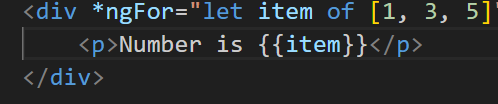 <div *ngFor="let item of [1, 3, 5]"
<p>Number is {{item}}</p>
</div>